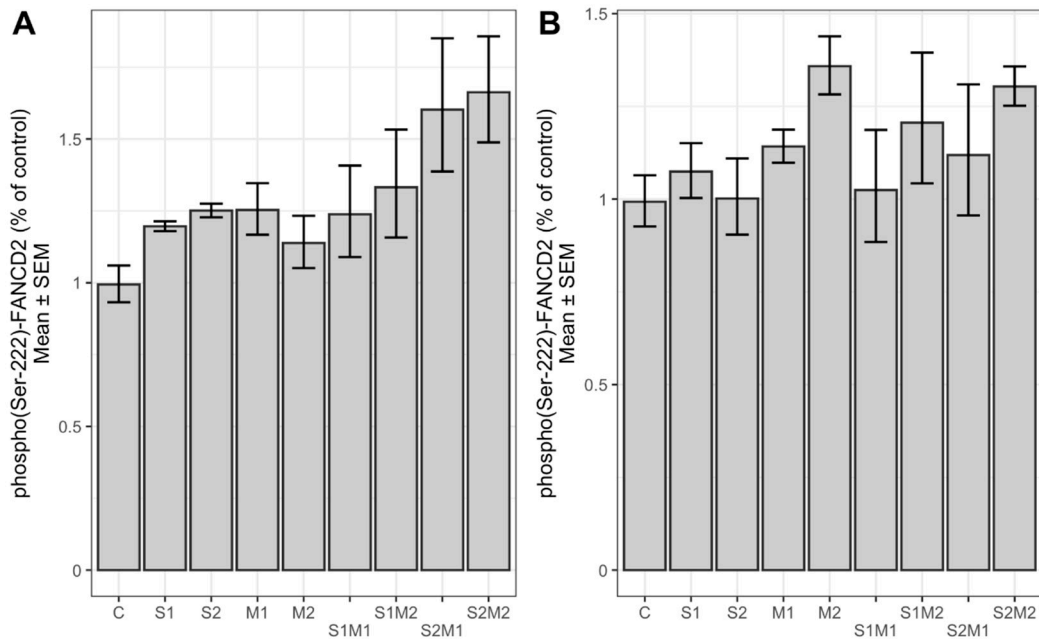 A
phospho(Ser-222)-FANCD2 (% of control)
Mean ± SEM
1.5
1
0.5
0
C S1 S2 M1 M2 S1M1 S1M2 S2M1 S2M2
B
phospho(Ser-222)-FANCD2 (% of control)
Mean ± SEM
1.5
1
0.5
0
C S1 S2 M1 M2 S1M1 S1M2 S2M1 S2M2